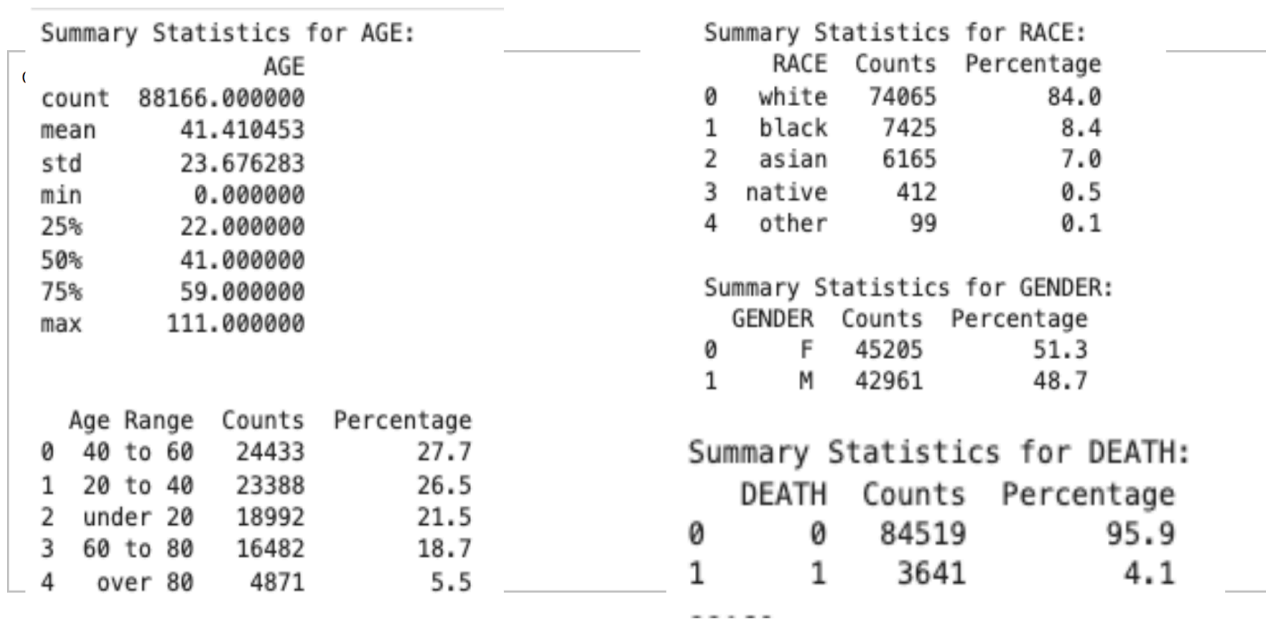 Summary Statistics for AGE:
AGE
count 88166.000000
mean 41.410453
std 23.676283
min 0.000000
25% 22.000000
50% 41.000000
75% 59.000000
max 111.000000
Age Range Counts Percentage
0 40 to 60 24433 27.7
1 20 to 40 23388 26.5
2 under 20 18992 21.5
3 60 to 80 16482 18.7
4 over 80 4871 5.5
Summary Statistics for RACE:
RACE Counts Percentage
0 white 74065 84.0
1 black 7425 8.4
2 asian 6165 7.0
3 native 412 0.5
4 other 99 0.1
Summary Statistics for GENDER:
GENDER Counts Percentage
0 F 45205 51.3
1 M 42961 48.7
Summary Statistics for DEATH:
DEATH Counts Percentage
0 0 84519 95.9
1 1 3641 4.1